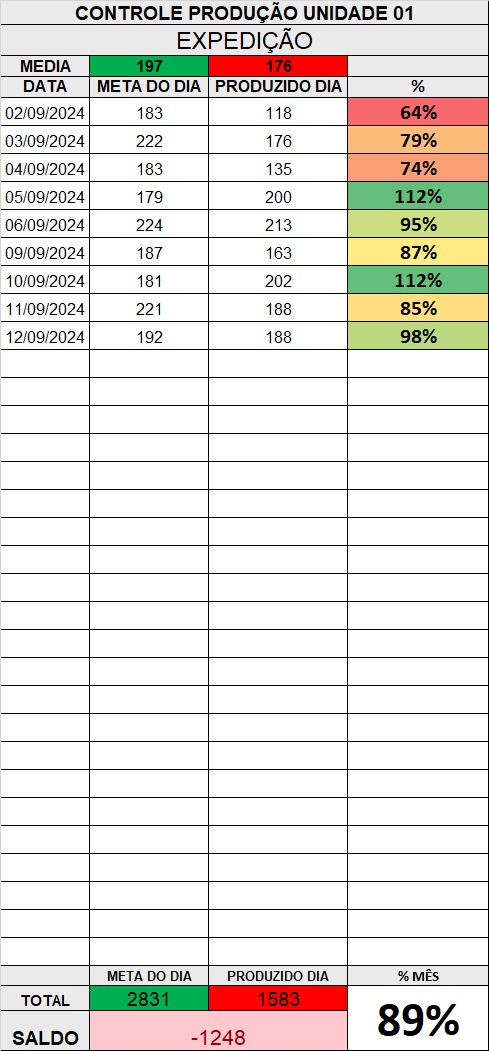 CONTROLE PRODUÇÃO UNIDADE 01
EXPEDIÇÃO
MEDIA 197 176
DATA META DO DIA PRODUZIDO DIA %
02/09/2024 183 118 64%
03/09/2024 222 176 79%
04/09/2024 183 135 74%
05/09/2024 179 200 112%
06/09/2024 224 213 95%
09/09/2024 187 163 87%
10/09/2024 181 202 112%
11/09/2024 221 188 85%
12/09/2024 192 188 98%
META DO DIA PRODUZIDO DIA % MÊS
TOTAL 2831 1583 89%
SALDO -1248